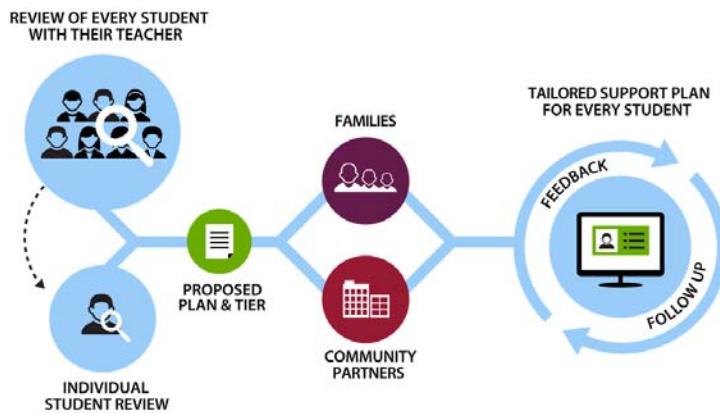 REVIEW OF EVERY STUDENT
WITH THEIR TEACHER
INDIVIDUAL
STUDENT REVIEW
PROPOSED
PLAN & TIER
FAMILIES
COMMUNITY
PARTNERS
TAILORED SUPPORT PLAN
FOR EVERY STUDENT
FEEDBACK
FOLLOW UP